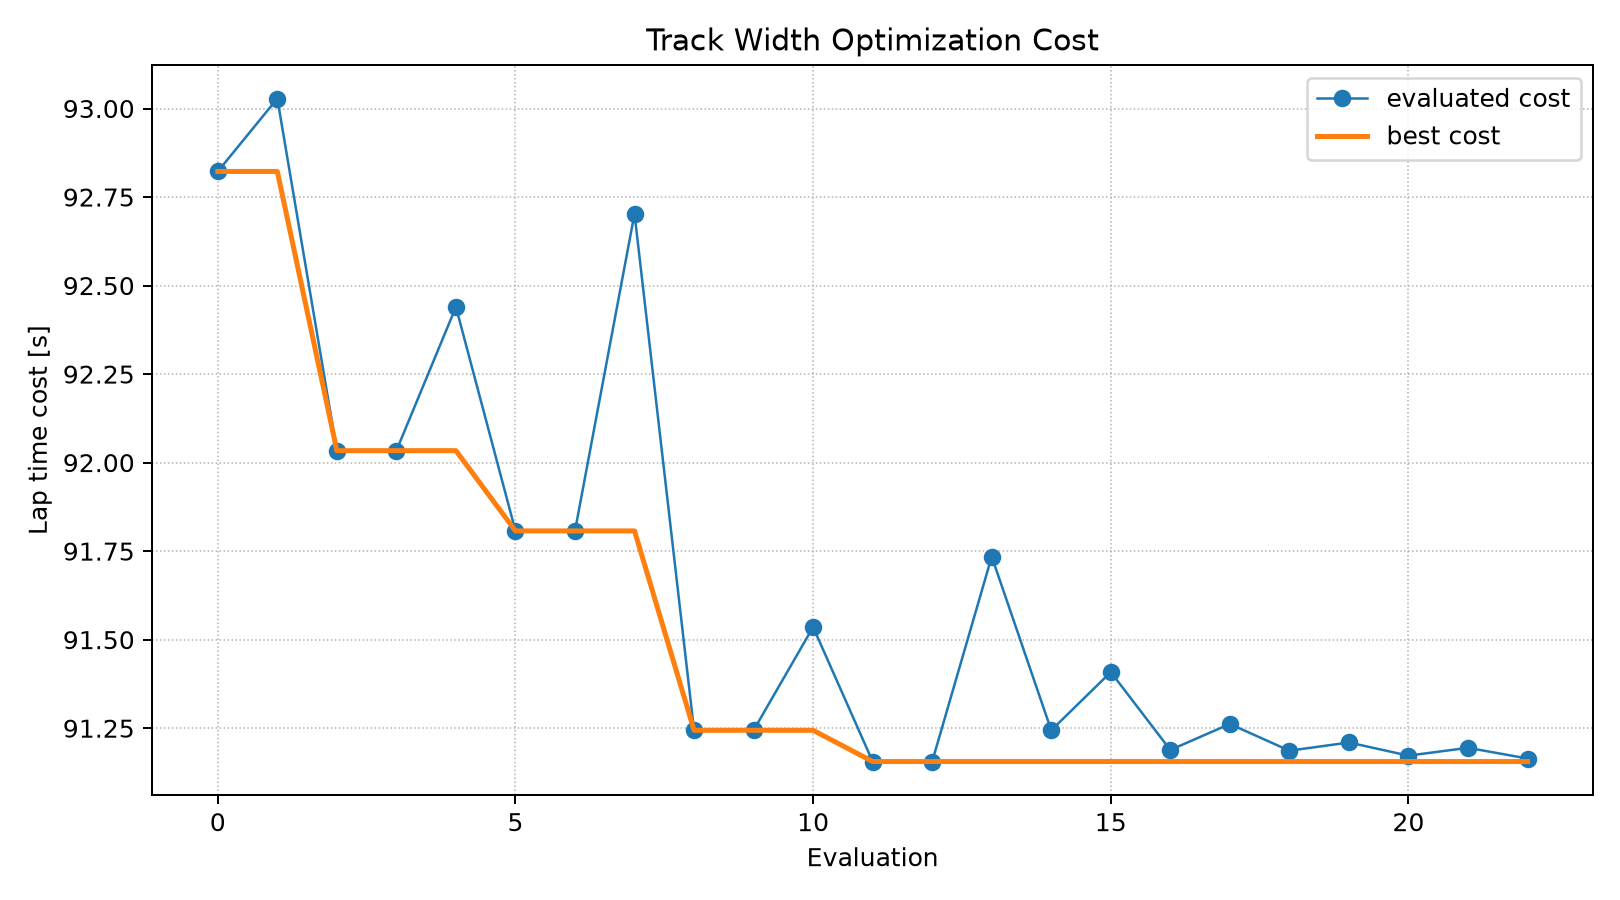 Track Width Optimization Cost
evaluated cost
best cost
Lap time cost [s]
93.00
92.75
92.50
92.25
92.00
91.75
91.50
91.25
0 5 10 15 20
Evaluation